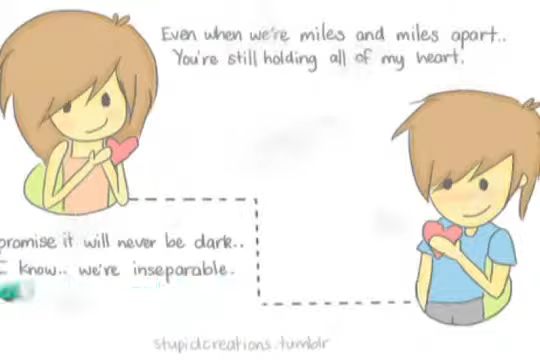 Even when we're miles and miles apart..
You're still holding all of my heart.
promise it will never be dark..
I know.. we're inseparable.
stupidcreations.tumblr